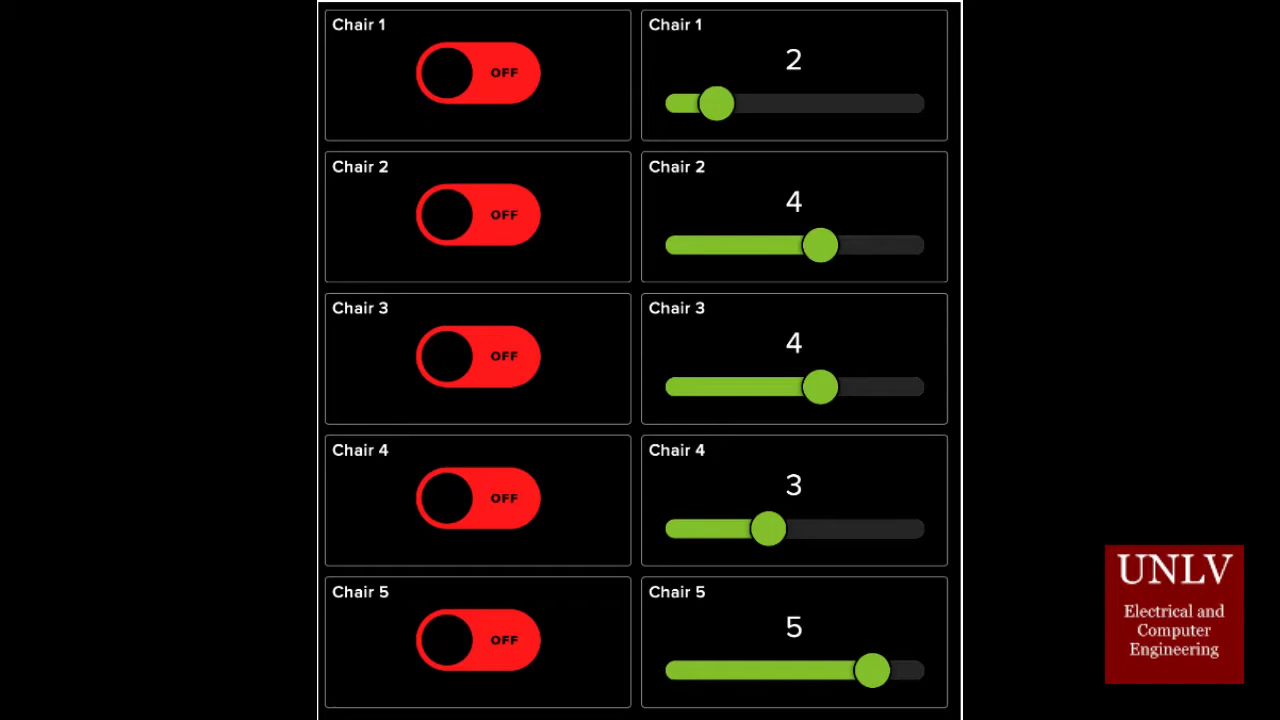 Chair 1
OFF
Chair 1
2
Chair 2
OFF
Chair 2
4
Chair 3
OFF
Chair 3
4
Chair 4
OFF
Chair 4
3
Chair 5
OFF
Chair 5
5
UNLV
Electrical and
Computer
Engineering